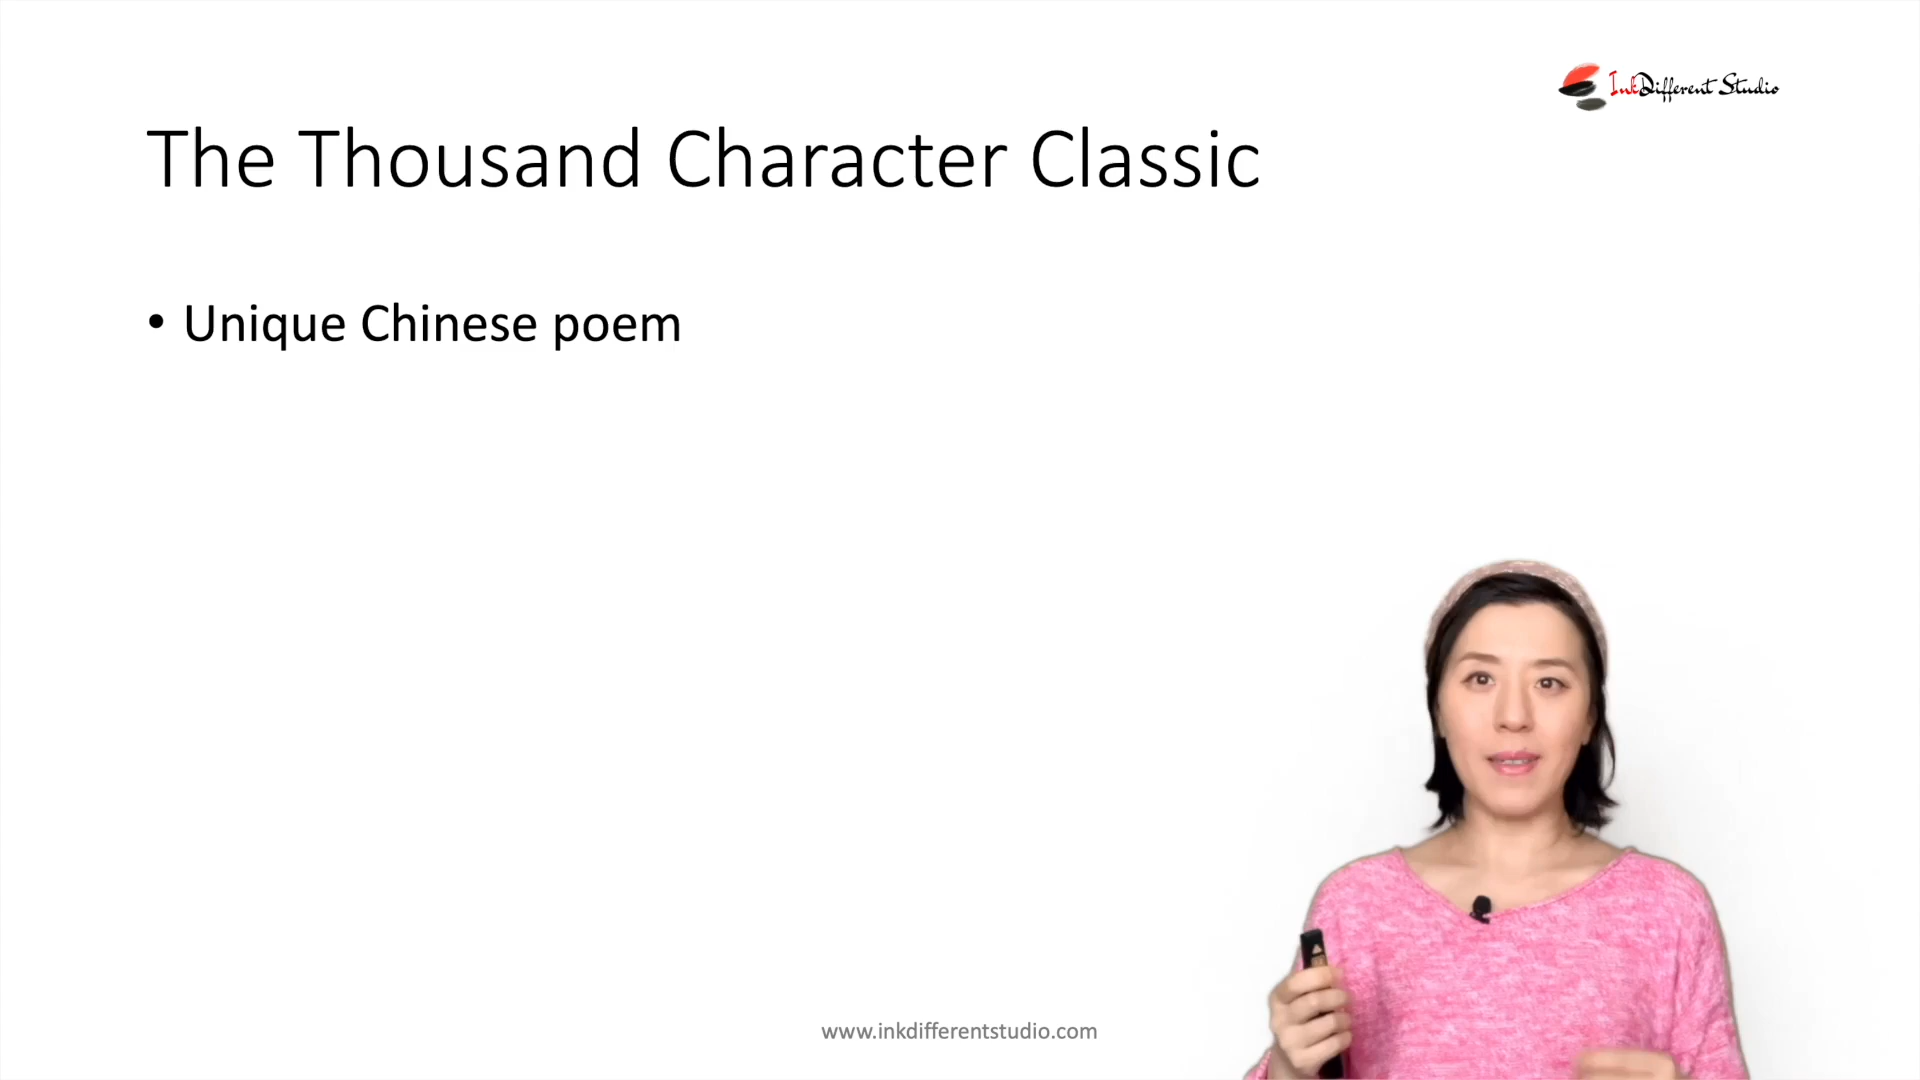 InkDifferent Studio
The Thousand Character Classic
• Unique Chinese poem
www.inkdifferentstudio.com